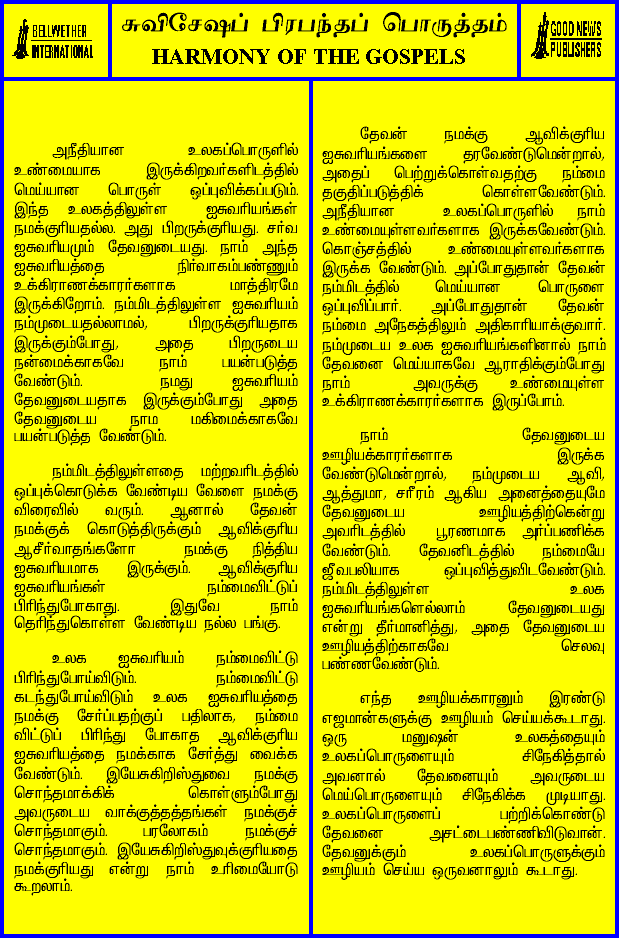 BELLWETHER
INTERNATIONAL
சுவிசேஷப் பிரபந்தப் பொருத்தம்
HARMONY OF THE GOSPELS
GOOD NEWS
PUBLISHERS
அநீதியான உலகப்பொருளில்
உண்மையாக இருக்கிறவர்களிடத்தில்
மெய்யான பொருள் ஒப்புவிக்கப்படும்.
இந்த உலகத்திலுள்ள ஐசுவரியங்கள்
நமக்குரியதல்ல. அது பிறருக்குரியது. சர்வ
ஐசுவரியமும் தேவனுடையது. நாம் அந்த
ஐசுவரியத்தை நிர்வாகம்பண்ணும்
உக்கிராணக்காரர்களாக மாத்திரமே
இருக்கிறோம். நம்மிடத்திலுள்ள ஐசுவரியம்
நம்முடையதல்லாமல், பிறருக்குரியதாக
இருக்கும்போது, அதை பிறருடைய
நன்மைக்காகவே நாம் பயன்படுத்த
வேண்டும். நமது ஐசுவரியம்
தேவனுடையதாக இருக்கும்போது அதை
தேவனுடைய நாம மகிமைக்காகவே
பயன்படுத்த வேண்டும்.
நம்மிடத்திலுள்ளதை மற்றவரிடத்தில்
ஒப்புக்கொடுக்க வேண்டிய வேளை நமக்கு
விரைவில் வரும். ஆனால் தேவன்
நமக்குக் கொடுத்திருக்கும் ஆவிக்குரிய
ஆசீர்வாதங்களோ நமக்கு நித்திய
ஐசுவரியமாக இருக்கும். ஆவிக்குரிய
ஐசுவரியங்கள் நம்மைவிட்டுப்
பிரிந்துபோகாது. இதுவே நாம்
தெரிந்துகொள்ள வேண்டிய நல்ல பங்கு.
உலக ஐசுவரியம் நம்மைவிட்டு
பிரிந்துபோய்விடும். நம்மைவிட்டு
கடந்துபோய்விடும் உலக ஐசுவரியத்தை
நமக்கு சேர்ப்பதற்குப் பதிலாக, நம்மை
விட்டுப் பிரிந்து போகாத ஆவிக்குரிய
ஐசுவரியத்தை நமக்காக சேர்த்து வைக்க
வேண்டும். இயேசுகிறிஸ்துவை நமக்கு
சொந்தமாக்கிக் கொள்ளும்போது
அவருடைய வாக்குத்தத்தங்கள் நமக்குச்
சொந்தமாகும். பரலோகம் நமக்குச்
சொந்தமாகும். இயேசுகிறிஸ்துவுக்குரியதை
நமக்குரியது என்று நாம் உரிமையோடு
கூறலாம்.
தேவன் நமக்கு ஆவிக்குரிய
ஐசுவரியங்களை தரவேண்டுமென்றால்,
அதைப் பெற்றுக்கொள்வதற்கு நம்மை
தகுதிப்படுத்திக் கொள்ளவேண்டும்.
அநீதியான உலகப்பொருளில் நாம்
உண்மையுள்ளவர்களாக இருக்கவேண்டும்.
கொஞ்சத்தில் உண்மையுள்ளவர்களாக
இருக்க வேண்டும். அப்போதுதான் தேவன்
நம்மிடத்தில் மெய்யான பொருளை
ஒப்புவிப்பார். அப்போதுதான் தேவன்
நம்மை அநேகத்திலும் அதிகாரியாக்குவார்.
நம்முடைய உலக ஐசுவரியங்களினால் நாம்
தேவனை மெய்யாகவே ஆராதிக்கும்போது
நாம் அவருக்கு உண்மையுள்ள
உக்கிராணக்காரர்களாக இருப்போம்.
நாம் தேவனுடைய
ஊழியக்காரர்களாக இருக்க
வேண்டுமென்றால், நம்முடைய ஆவி,
ஆத்துமா, சரீரம் ஆகிய அனைத்தையுமே
தேவனுடைய ஊழியத்திற்கென்று
அவரிடத்தில் பூரணமாக அர்ப்பணிக்க
வேண்டும். தேவனிடத்தில் நம்மையே
ஜீவபலியாக ஒப்புவித்துவிடவேண்டும்.
நம்மிடத்திலுள்ள உலக
ஐசுவரியங்களெல்லாம் தேவனுடையது
என்று தீர்மானித்து, அதை தேவனுடைய
ஊழியத்திற்காகவே செலவு
பண்ணவேண்டும்.
எந்த ஊழியக்காரனும் இரண்டு
எஜமான்களுக்கு ஊழியம் செய்யக்கூடாது.
ஒரு மனுஷன் உலகத்தையும்
உலகப்பொருளையும் சிநேகித்தால்
அவனால் தேவனையும் அவருடைய
மெய்ப்பொருளையும் சிநேகிக்க முடியாது.
உலகப்பொருளைப் பற்றிக்கொண்டு
தேவனை அசட்டைபண்ணிவிடுவான்.
தேவனுக்கும் உலகப்பொருளுக்கும்
ஊழியம் செய்ய ஒருவனாலும் கூடாது.